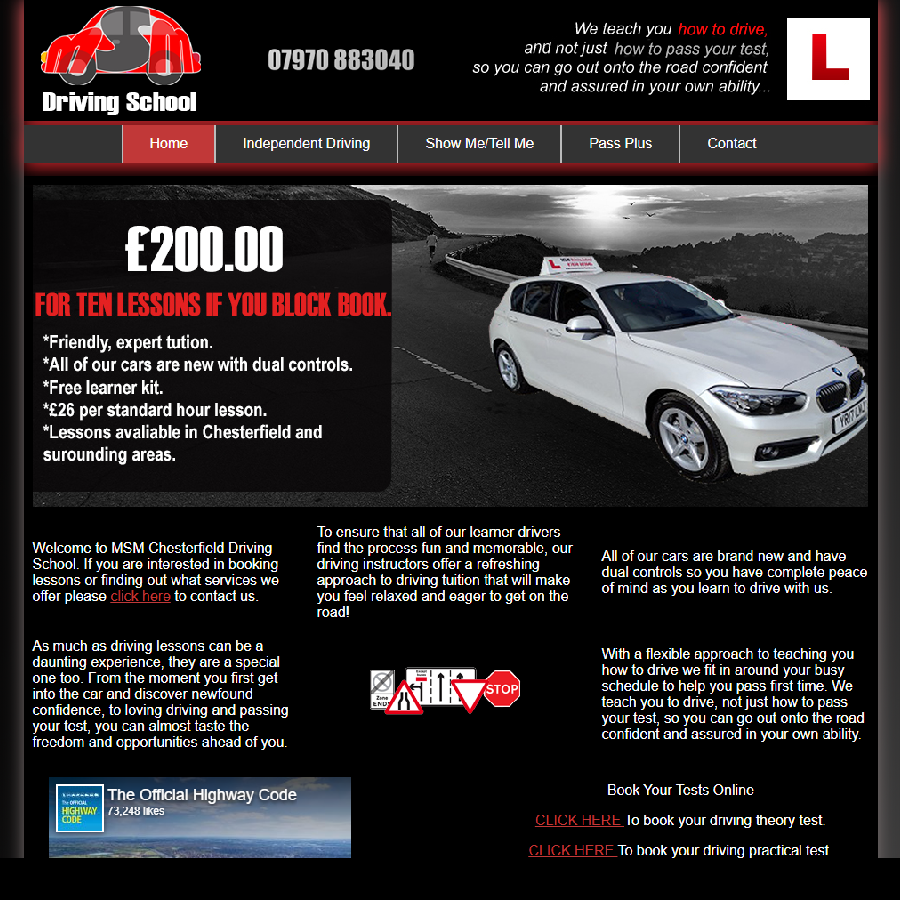 MSM
Driving School
07970 883040
We teach you how to drive,
and not just how to pass your test,
so you can go out onto the road confident
and assured in your own ability...
L
Home
Independent Driving
Show Me/Tell Me
Pass Plus
Contact
£200.00
FOR TEN LESSONS IF YOU BLOCK BOOK.
*Friendly, expert tution.
*All of our cars are new with dual controls.
*Free learner kit.
*£26 per standard hour lesson.
*Lessons avaliable in Chesterfield and
surounding areas.
L
Welcome to MSM Chesterfield Driving
School. If you are interested in booking
lessons or finding out what services we
offer please click here to contact us.
To ensure that all of our learner drivers
find the process fun and memorable, our
driving instructors offer a refreshing
approach to driving tuition that will make
you feel relaxed and eager to get on the
road!
All of our cars are brand new and have
dual controls so you have complete peace
of mind as you learn to drive with us.
As much as driving lessons can be a
daunting experience, they are a special
one too. From the moment you first get
into the car and discover newfound
confidence, to loving driving and passing
your test, you can almost taste the
freedom and opportunities ahead of you.
Zone
ENDS
STOP
With a flexible approach to teaching you
how to drive we fit in around your busy
schedule to help you pass first time. We
teach you to drive, not just how to pass
your test, so you can go out onto the road
confident and assured in your own ability.
The OFFICIAL
HIGHWAY
CODE
The Official Highway Code
73,248 likes
Book Your Tests Online
CLICK HERE To book your driving theory test.
CLICK HERE To book your driving practical test